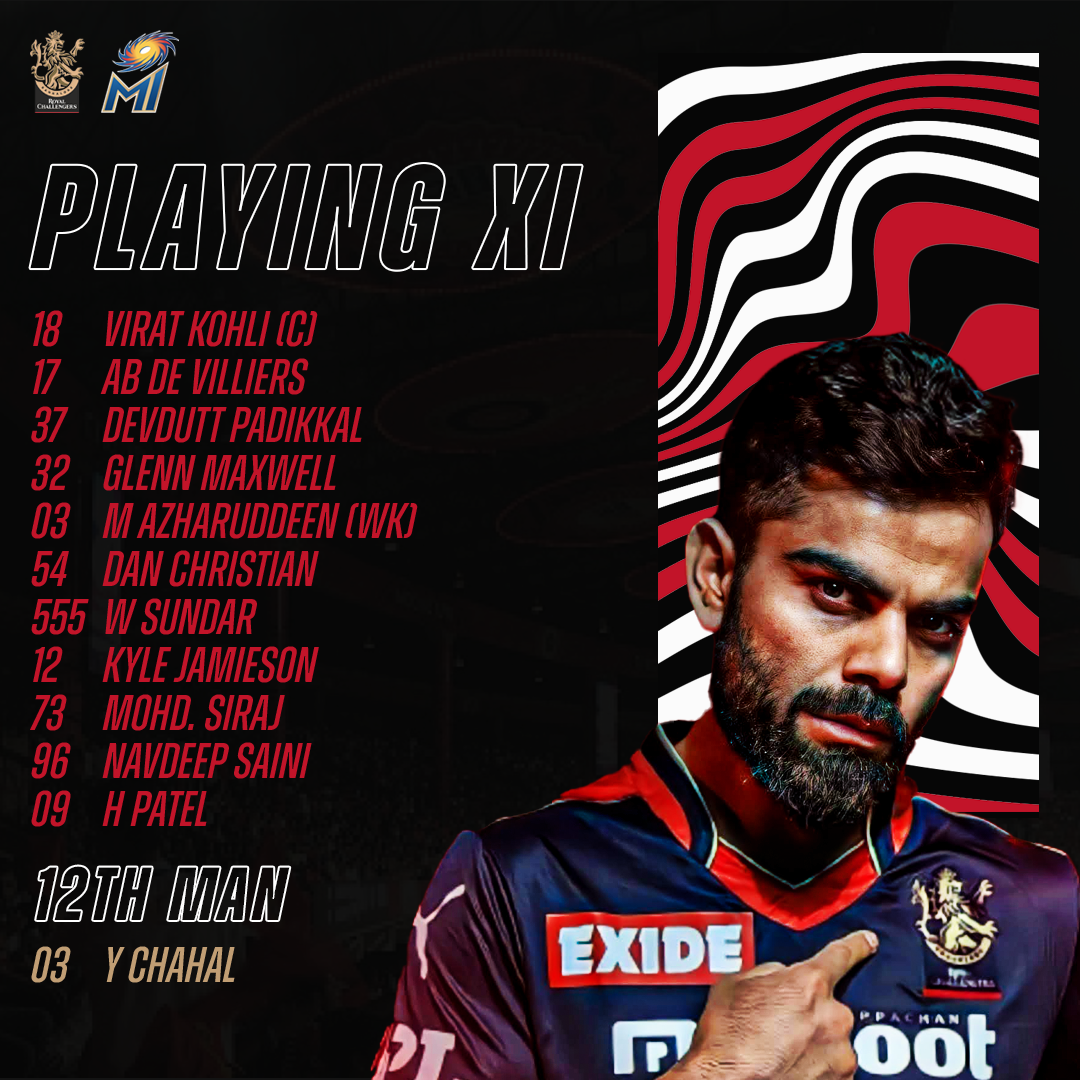 ROYAL
CHALLENGERS
PLAYING XI
18 VIRAT KOHLI (C)
17 AB DE VILLIERS
37 DEVDUTT PADIKKAL
32 GLENN MAXWELL
03 M AZHARUDDEEN (WK)
54 DAN CHRISTIAN
555 W SUNDAR
12 KYLE JAMIESON
73 MOHD. SIRAJ
96 NAVDEEP SAINI
09 H PATEL
12TH MAN
03 Y CHAHAL
EXIDE
PPACHAN
oot